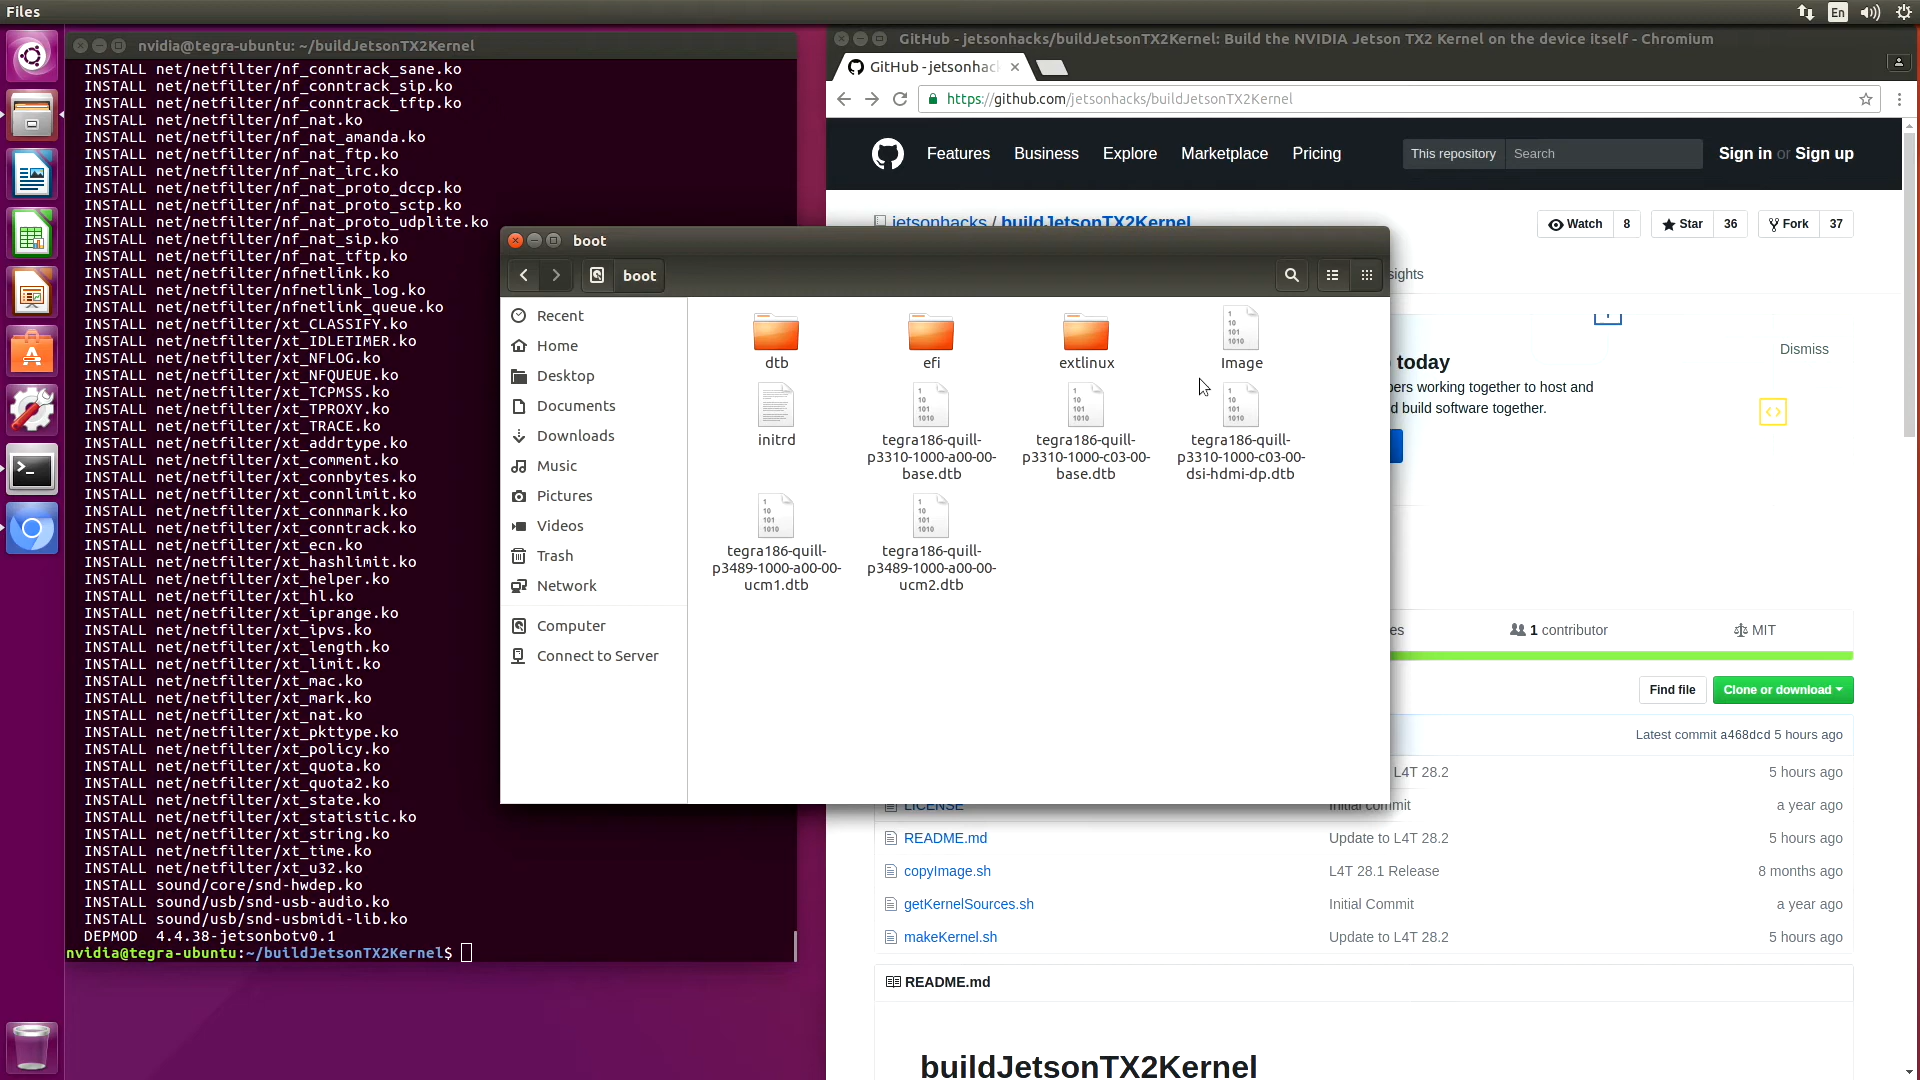 Files
En
nvidia@tegra-ubuntu: ~/buildJetsonTX2Kernel
INSTALL net/netfilter/nf_conntrack_sane.ko
INSTALL net/netfilter/nf_conntrack_sip.ko
INSTALL net/netfilter/nf_conntrack_tftp.ko
INSTALL net/netfilter/nf_nat.ko
INSTALL net/netfilter/nf_nat_amanda.ko
INSTALL net/netfilter/nf_nat_ftp.ko
INSTALL net/netfilter/nf_nat_irc.ko
INSTALL net/netfilter/nf_nat_proto_dccp.ko
INSTALL net/netfilter/nf_nat_proto_sctp.ko
INSTALL net/netfilter/nf_nat_proto_udplite.ko
INSTALL net/netfilter/nf_nat_sip.ko
INSTALL net/netfilter/nf_nat_tftp.ko
INSTALL net/netfilter/nfnetlink.ko
INSTALL net/netfilter/nfnetlink_log.ko
INSTALL net/netfilter/nfnetlink_queue.ko
INSTALL net/netfilter/xt_CLASSIFY.ko
INSTALL net/netfilter/xt_IDLETIMER.ko
INSTALL net/netfilter/xt_NFLOG.ko
INSTALL net/netfilter/xt_NFQUEUE.ko
INSTALL net/netfilter/xt_TCPMSS.ko
INSTALL net/netfilter/xt_TPROXY.ko
INSTALL net/netfilter/xt_TRACE.ko
INSTALL net/netfilter/xt_addrtype.ko
INSTALL net/netfilter/xt_comment.ko
INSTALL net/netfilter/xt_connbytes.ko
INSTALL net/netfilter/xt_connlimit.ko
INSTALL net/netfilter/xt_connmark.ko
INSTALL net/netfilter/xt_conntrack.ko
INSTALL net/netfilter/xt_ecn.ko
INSTALL net/netfilter/xt_hashlimit.ko
INSTALL net/netfilter/xt_helper.ko
INSTALL net/netfilter/xt_hl.ko
INSTALL net/netfilter/xt_iprange.ko
INSTALL net/netfilter/xt_ipvs.ko
INSTALL net/netfilter/xt_length.ko
INSTALL net/netfilter/xt_limit.ko
INSTALL net/netfilter/xt_mac.ko
INSTALL net/netfilter/xt_mark.ko
INSTALL net/netfilter/xt_nat.ko
INSTALL net/netfilter/xt_pkttype.ko
INSTALL net/netfilter/xt_policy.ko
INSTALL net/netfilter/xt_quota.ko
INSTALL net/netfilter/xt_quota2.ko
INSTALL net/netfilter/xt_state.ko
INSTALL net/netfilter/xt_statistic.ko
INSTALL net/netfilter/xt_string.ko
INSTALL net/netfilter/xt_time.ko
INSTALL net/netfilter/xt_u32.ko
INSTALL sound/core/snd-hwdep.ko
INSTALL sound/usb/snd-usb-audio.ko
INSTALL sound/usb/snd-usbmidi-lib.ko
DEPMOD 4.4.38-jetsonbotv0.1
nvidia@tegra-ubuntu:~/buildJetsonTX2Kernel$
boot
boot
Recent
Home
Desktop
Documents
Downloads
Music
Pictures
Videos
Trash
Network
Computer
Connect to Server
dtb
efi
extlinux
Image
initrd
tegra186-quill-
p3310-1000-a00-00-
base.dtb
tegra186-quill-
p3310-1000-c03-00-
base.dtb
tegra186-quill-
p3310-1000-c03-00-
dsi-hdmi-dp.dtb
tegra186-quill-
p3489-1000-a00-00-
ucm1.dtb
tegra186-quill-
p3489-1000-a00-00-
ucm2.dtb
GitHub - jetsonhacks/buildJetsonTX2Kernel: Build the NVIDIA Jetson TX2 Kernel on the device itself - Chromium
GitHub - jetsonhac
https://github.com/jetsonhacks/buildJetsonTX2Kernel
Features Business Explore Marketplace Pricing This repository Search Sign in or Sign up
jetsonhacks / buildJetsonTX2Kernel
Watch 8 Star 36 Fork 37
sights
today
Dismiss
ers working together to host and
d build software together.
es
1 contributor
MIT
Find file
Clone or download
Latest commit a468dcd 5 hours ago
L4T 28.2 5 hours ago
LICENSE Initial commit a year ago
README.md Update to L4T 28.2 5 hours ago
copyImage.sh L4T 28.1 Release 8 months ago
getKernelSources.sh Initial Commit a year ago
makeKernel.sh Update to L4T 28.2 5 hours ago
README.md
buildJetsonTX2Kernel